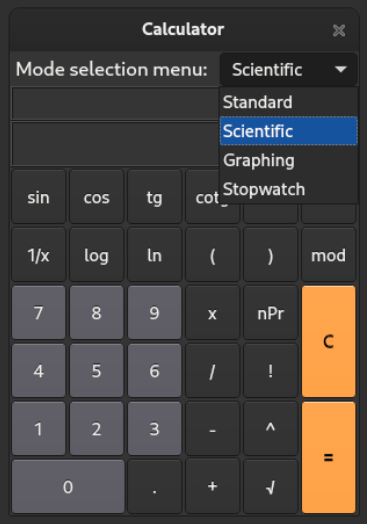 Calculator
Mode selection menu: Scientific
Standard
Scientific
Graphing
Stopwatch
sin cos tg
1/x log ln ( ) mod
7 8 9 x nPr C
4 5 6 / !
1 2 3 - ^ =
0 . + √